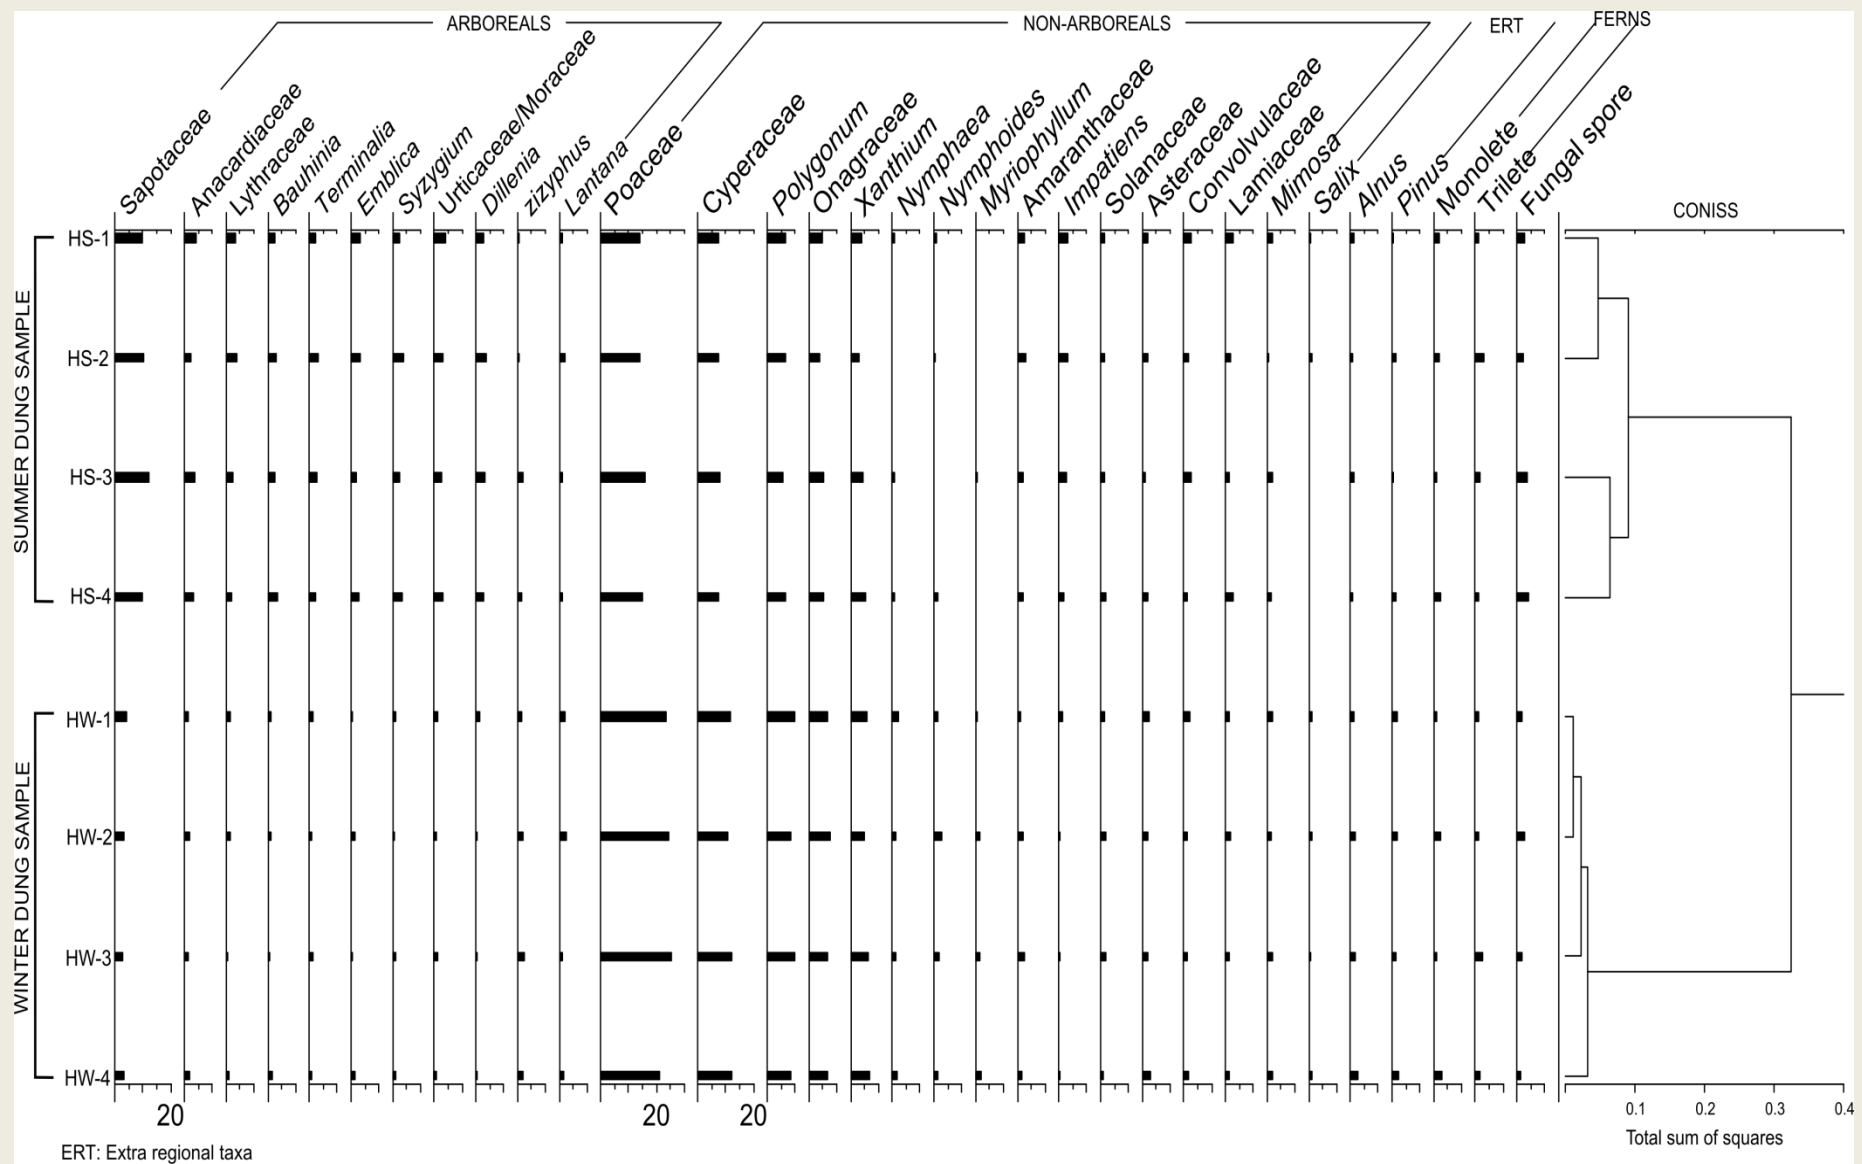 ARBOREALS
NON-ARBOREALS
ERT
FERNS
Sapotaceae
Anacardiaceae
Lythraceae
Bauhinia
Terminalia
Emblica
Syzygium
Urticaceae/Moraceae
Dillenia
zizyphus
Lantana
Poaceae
Cyperaceae
Polygonum
Onagraceae
Xanthium
Nymphaea
Nymphoides
Myriophyllum
Amaranthaceae
Impatiens
Solanaceae
Asteraceae
Convolvulaceae
Lamiaceae
Mimosa
Salix
Alnus
Pinus
Monolete
Trilete
Fungal spore
CONISS
SUMMER DUNG SAMPLE
HS-1
HS-2
HS-3
HS-4
WINTER DUNG SAMPLE
HW-1
HW-2
HW-3
HW-4
20
20
20
0.1
0.2
0.3
0.4
Total sum of squares
ERT: Extra regional taxa